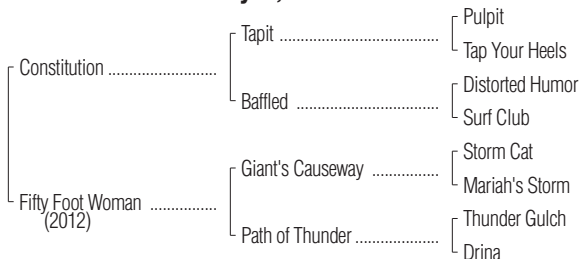 Pulpit
Tapit
Tap Your Heels
Constitution
Distorted Humor
Baffled
Surf Club
Storm Cat
Giant's Causeway
Mariah's Storm
Fifty Foot Woman
(2012)
Thunder Gulch
Path of Thunder
Drina